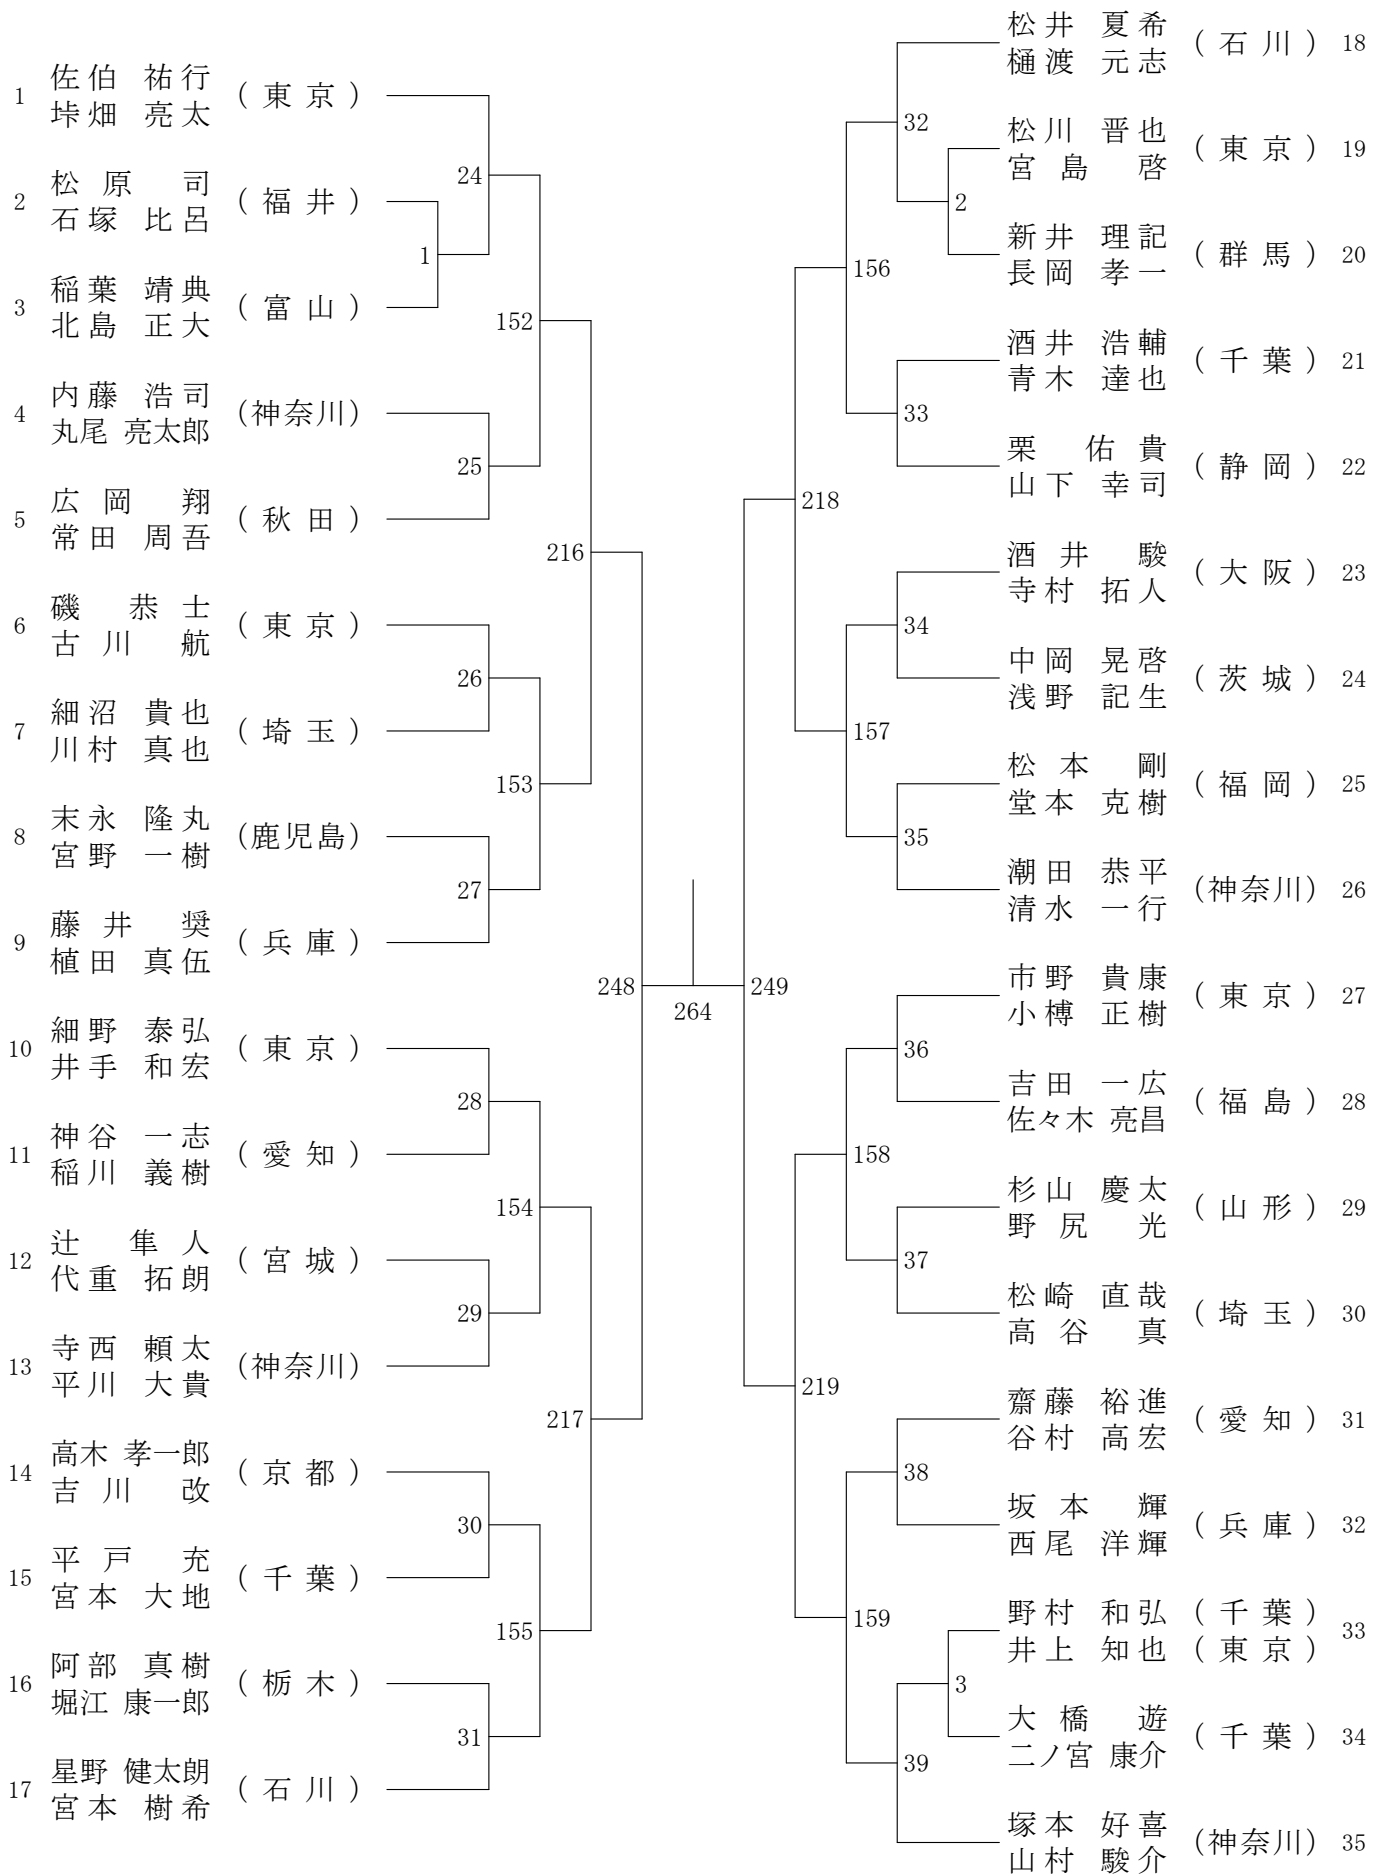 1 佐伯 祐行 (東京)
垰畑 亮太
2 松原 司 (福井)
石塚 比呂
3 稲葉 靖典 (富山)
北島 正大
4 内藤 浩司 (神奈川)
丸尾 亮太郎
5 広岡 翔 (秋田)
常田 周吾
6 磯 恭士 (東京)
古川 航
7 細沼 貴也 (埼玉)
川村 真也
8 末永 隆丸 (鹿児島)
宮野 一樹
9 藤井 奨 (兵庫)
植田 真伍
10 細野 泰弘 (東京)
井手 和宏
11 神谷 一志 (愛知)
稲川 義樹
12 辻 隼人 (宮城)
代重 拓朗
13 寺西 頼太 (神奈川)
平川 大貴
14 高木 孝一郎 (京都)
吉川 改
15 平戸 充 (千葉)
宮本 大地
16 阿部 真樹 (栃木)
堀江 康一郎
17 星野 健太朗 (石川)
宮本 樹希
24
1
152
25
216
26
153
27
248
28
154
29
217
30
155
31
264
249
32
2
156
33
218
34
157
35
36
158
37
219
38
159
3
39
松井 夏希 (石川) 18
樋渡 元志
松川 晋也 (東京) 19
宮島 啓
新井 理記 (群馬) 20
長岡 孝一
酒井 浩輔 (千葉) 21
青木 達也
栗 佑貴 (静岡) 22
山下 幸司
酒井 駿 (大阪) 23
寺村 拓人
中岡 晃啓 (茨城) 24
浅野 記生
松本 剛 (福岡) 25
堂本 克樹
潮田 恭平 (神奈川) 26
清水 一行
市野 貴康 (東京) 27
小榑 正樹
吉田 一広 (福島) 28
佐々木 亮昌
杉山 慶太 (山形) 29
野尻 光
松崎 直哉 (埼玉) 30
高谷 真
齋藤 裕進 (愛知) 31
谷村 高宏
坂本 輝 (兵庫) 32
西尾 洋輝
野村 和弘 (千葉) 33
井上 知也 (東京)
大橋 遊 (千葉) 34
二ノ宮 康介
塚本 好喜 (神奈川) 35
山村 駿介